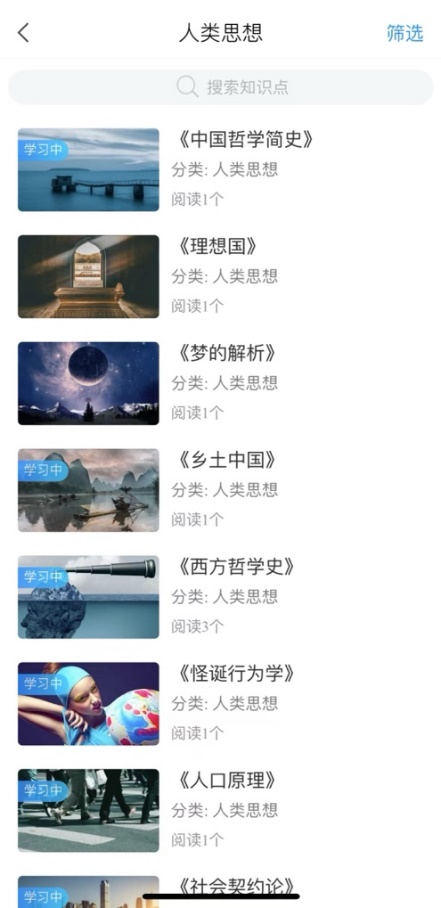 人类思想
筛选
搜索知识点
学习中
《中国哲学简史》
分类: 人类思想
阅读1个
《理想国》
分类: 人类思想
阅读1个
《梦的解析》
分类: 人类思想
阅读1个
学习中
《乡土中国》
分类: 人类思想
阅读1个
学习中
《西方哲学史》
分类: 人类思想
阅读3个
学习中
《怪诞行为学》
分类: 人类思想
阅读1个
学习中
《人口原理》
分类: 人类思想
阅读1个
学习中
《社会契约论》